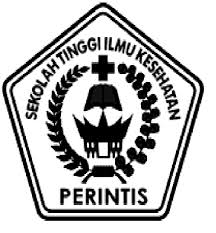 SEKOLAH TINGGI ILMU KESEHATAN
PERINTIS